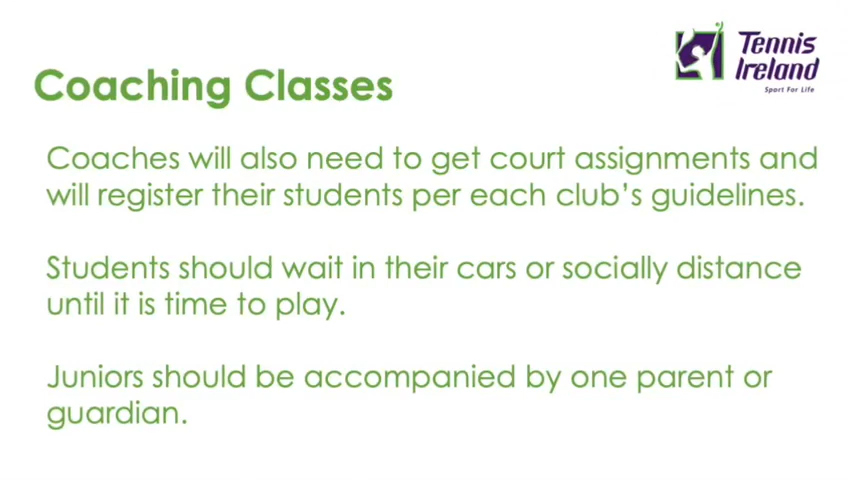 Tennis
Ireland
Sport For Life
Coaching Classes
Coaches will also need to get court assignments and
will register their students per each club’s guidelines.
Students should wait in their cars or socially distance
until it is time to play.
Juniors should be accompanied by one parent or
guardian.